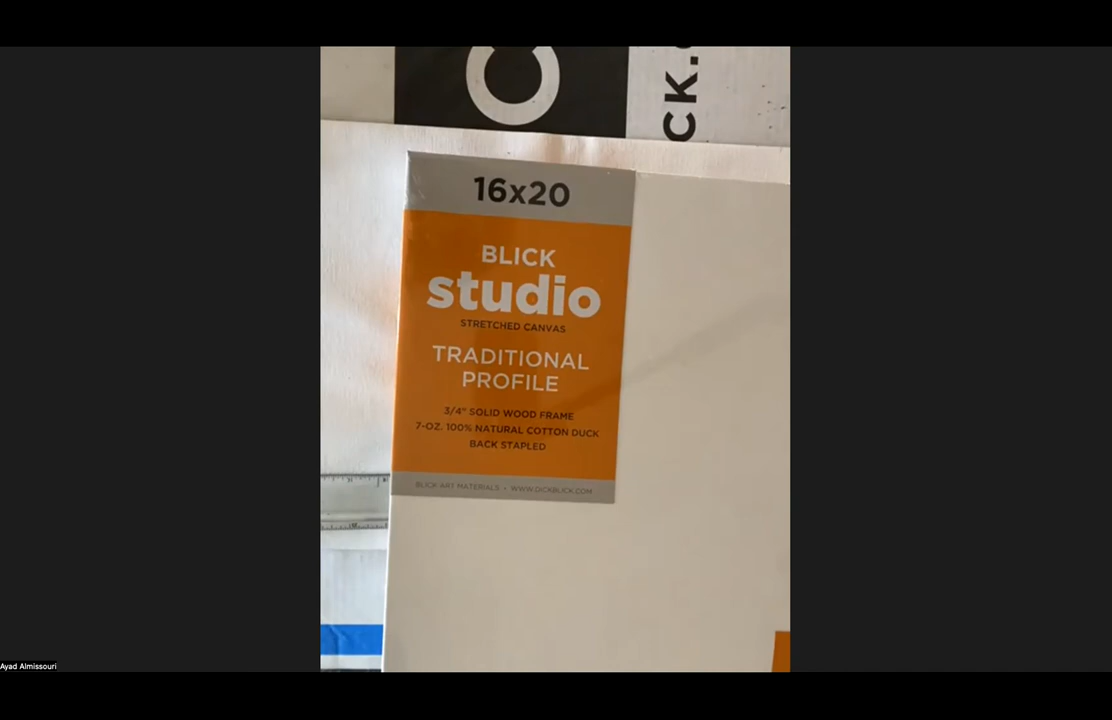 C
CK.
16x20
BLICK
studio
STRETCHED CANVAS
TRADITIONAL
PROFILE
3/4" SOLID WOOD FRAME
7-OZ. 100% NATURAL COTTON DUCK
BACK STAPLED
BLICK ART MATERIALS • WWW.DICKBLICK.COM
Ayad Almissouri